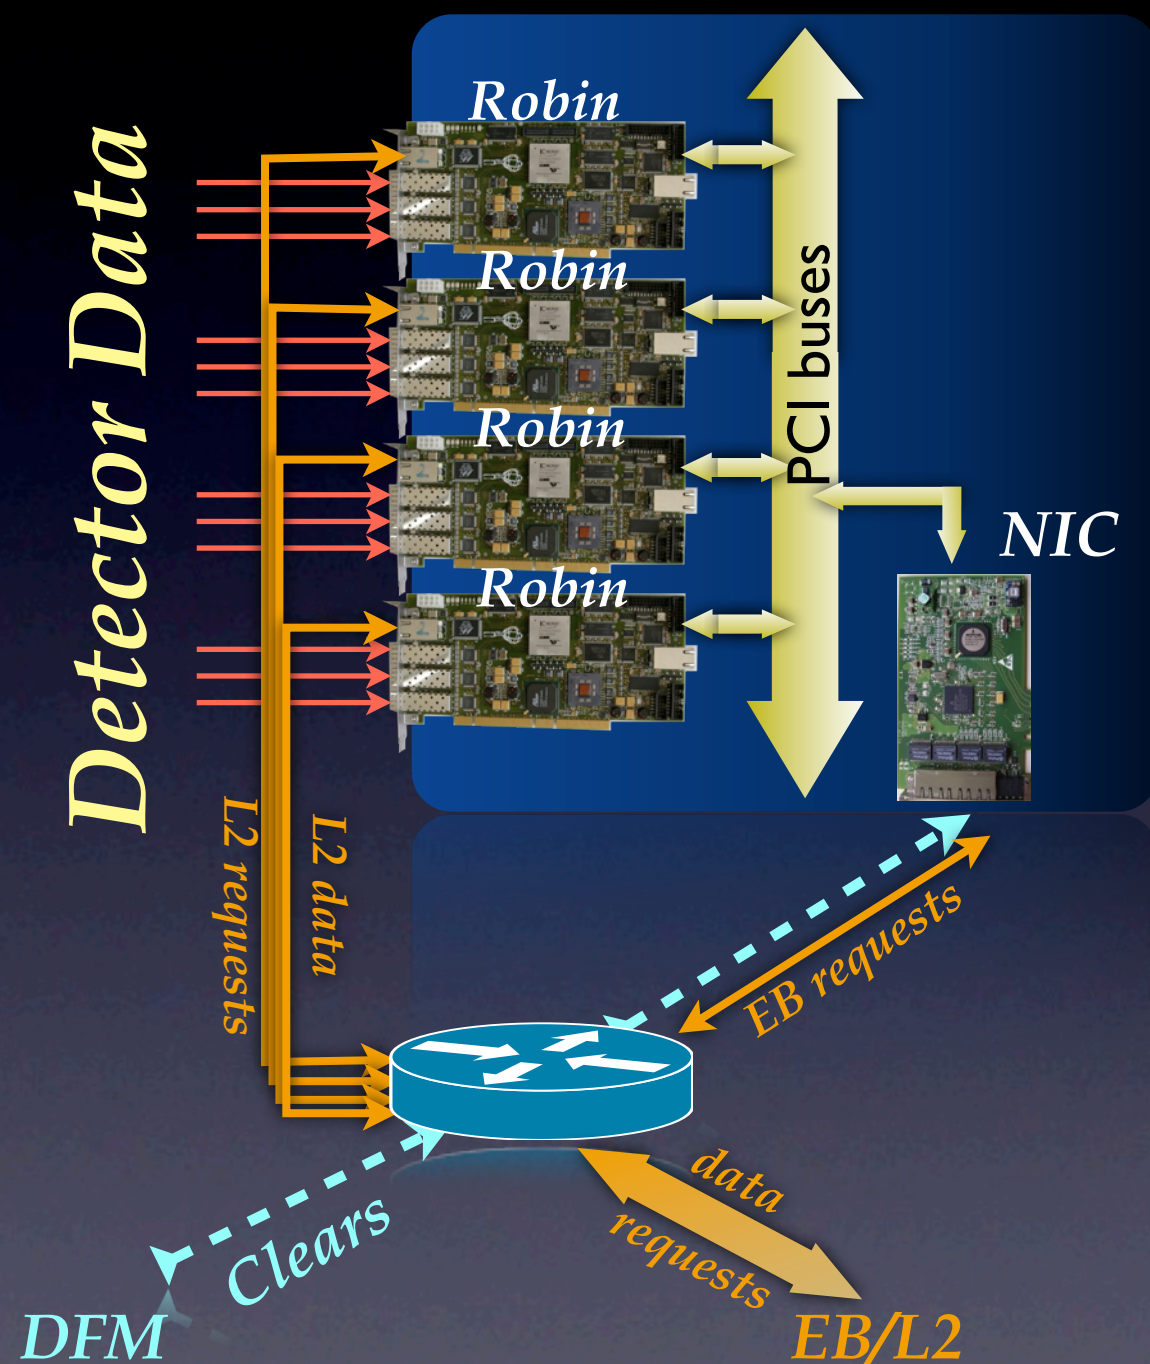 Detector Data
Robin
Robin
Robin
Robin
PCI buses
NIC
L2 requests
L2 data
EB requests
Clears
data
requests
DFM
EB/L2